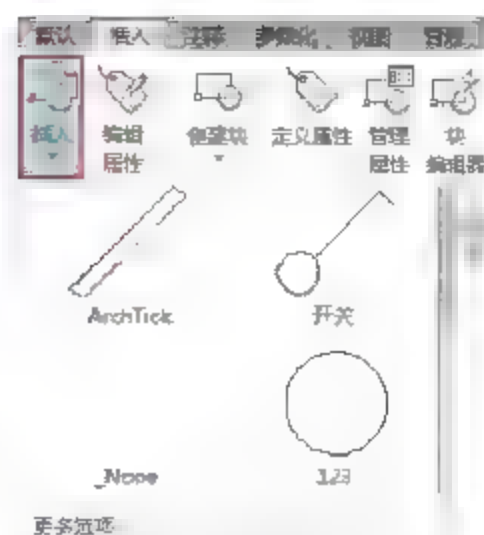 默认 插入 注释 参数化 视图 管理
插入 编辑 创建块 定义属性 管理 块
属性 属性 编辑器
ArchTick 开关
_None 123
更多选项